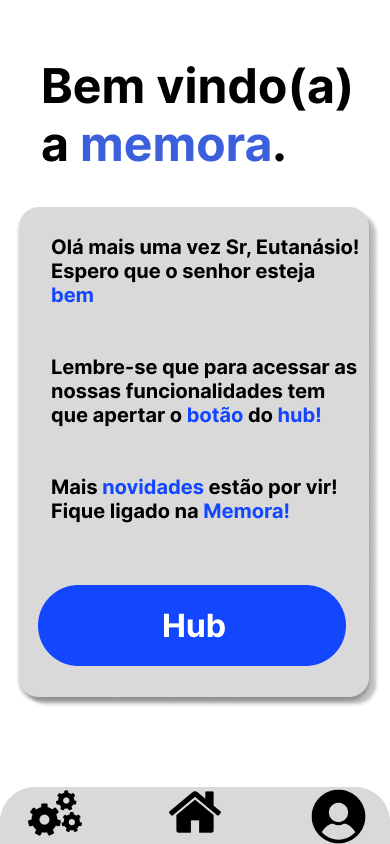 Bem vindo(a)
a memora.
Olá mais uma vez Sr, Eutanásio!
Espero que o senhor esteja
bem
Lembre-se que para acessar as
nossas funcionalidades tem
que apertar o botão do hub!
Mais novidades estão por vir!
Fique ligado na Memora!
Hub